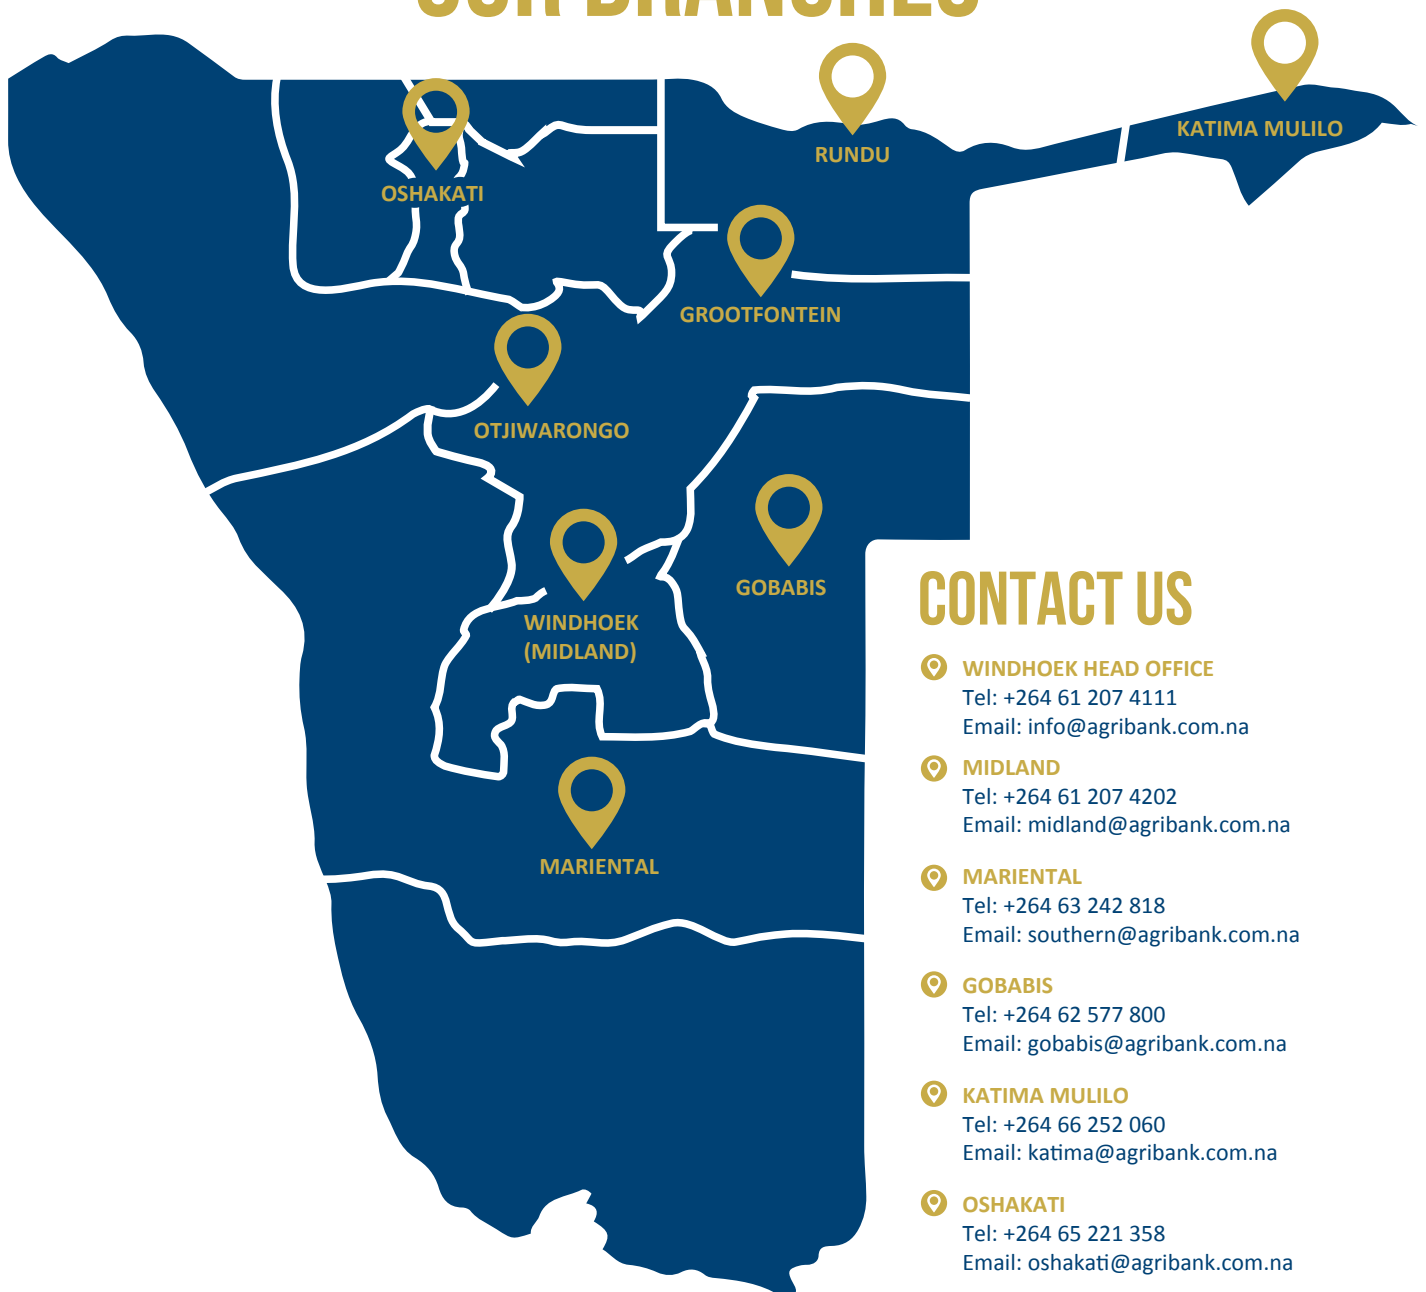 OUR BRANCHES
KATIMA MULILO
RUNDU
OSHAKATI
GROOTFONTEIN
OTJIWARONGO
GOBABIS
WINDHOEK
(MIDLAND)
MARIENTAL
CONTACT US
WINDHOEK HEAD OFFICE
Tel: +264 61 207 4111
Email: info@agribank.com.na
MIDLAND
Tel: +264 61 207 4202
Email: midland@agribank.com.na
MARIENTAL
Tel: +264 63 242 818
Email: southern@agribank.com.na
GOBABIS
Tel: +264 62 577 800
Email: gobabis@agribank.com.na
KATIMA MULILO
Tel: +264 66 252 060
Email: katima@agribank.com.na
OSHAKATI
Tel: +264 65 221 358
Email: oshakati@agribank.com.na